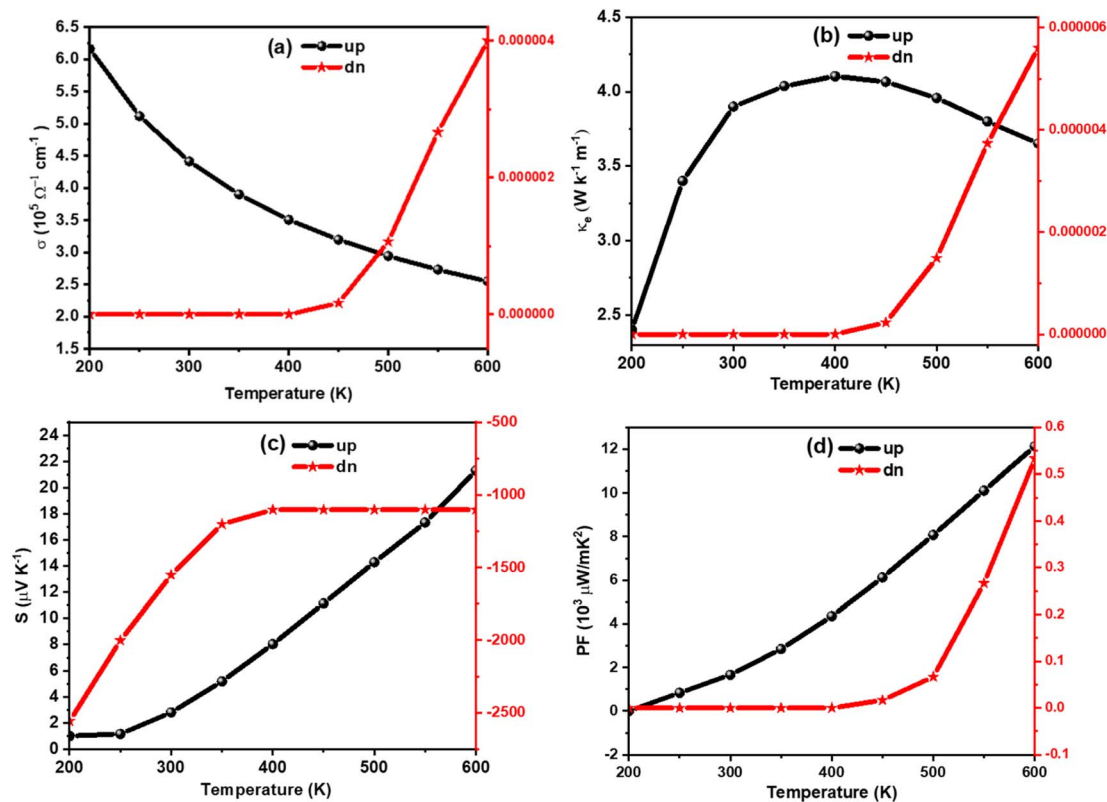 (a)
up
dn
6.5
6.0
5.5
5.0
4.5
4.0
3.5
3.0
2.5
2.0
1.5
σ (10⁵ Ω⁻¹ cm⁻¹)
0.000004
0.000002
0.000000
200 300 400 500 600
Temperature (K)
(b)
up
dn
4.5
4.0
3.5
3.0
2.5
κₑ (W k⁻¹ m⁻¹)
0.000006
0.000004
0.000002
0.000000
200 300 400 500 600
Temperature (K)
(c)
up
dn
24
22
20
18
16
14
12
10
8
6
4
2
0
S (μV K⁻¹)
-500
-1000
-1500
-2000
-2500
200 300 400 500 600
Temperature (K)
(d)
up
dn
12
10
8
6
4
2
0
-2
PF (10³ μW/mK²)
0.6
0.5
0.4
0.3
0.2
0.1
0.0
-0.1
200 300 400 500 600
Temperature (K)